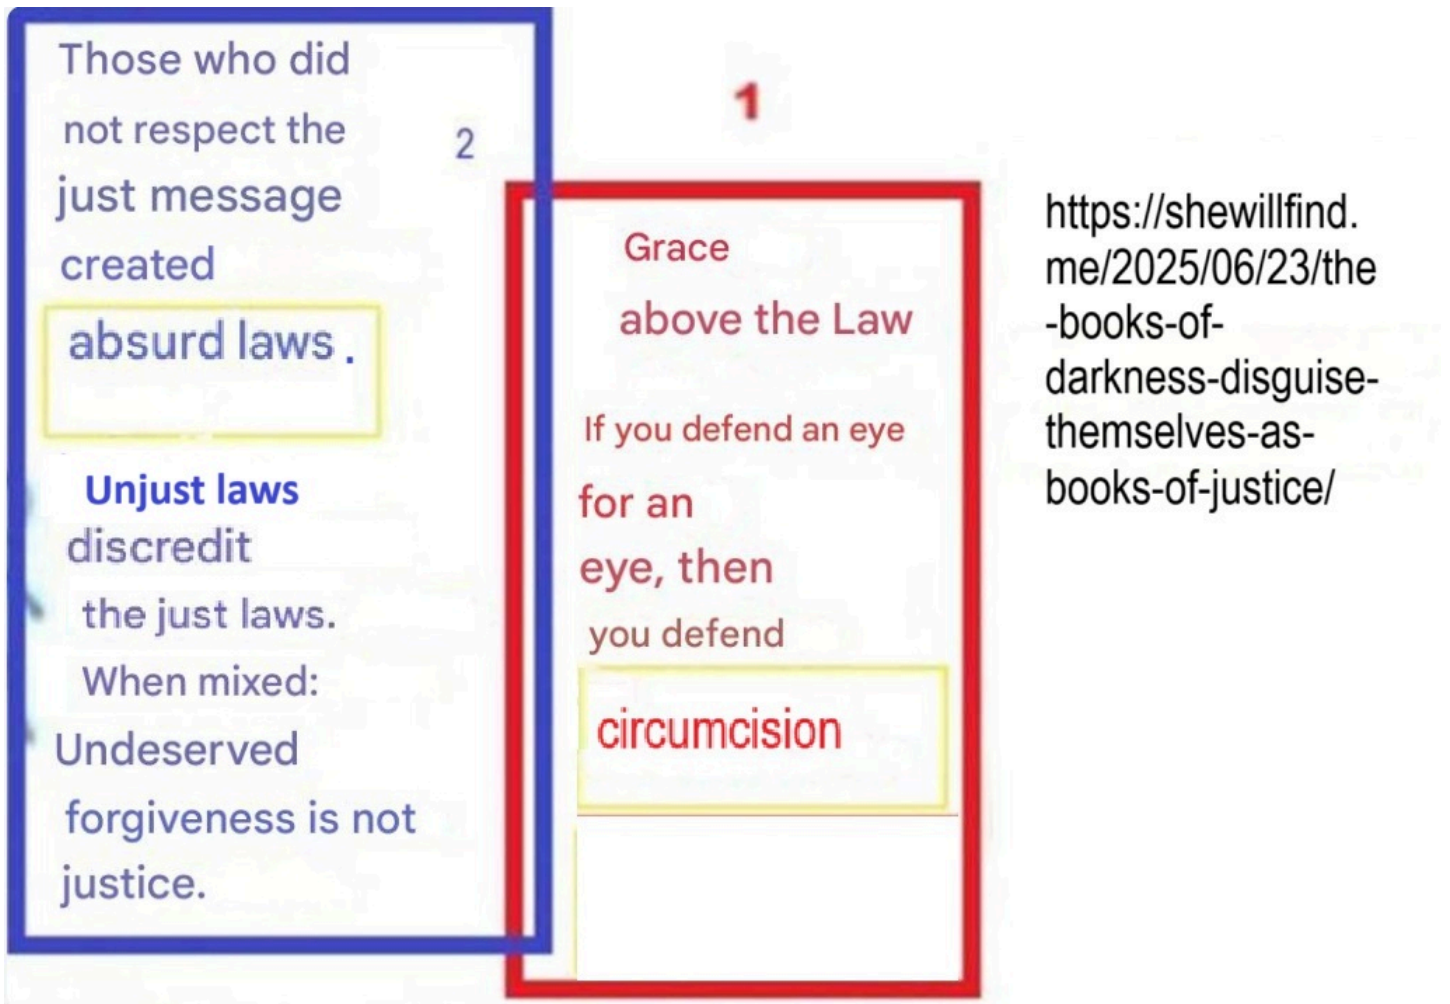 1
Grace
above the Law
If you defend an eye
for an
eye, then
you defend
circumcision
2
Those who did
not respect the
just message
created
absurd laws .
Unjust laws
discredit
the just laws.
When mixed:
Undeserved
forgiveness is not
justice.
https://shewillfind.
me/2025/06/23/the
-books-of-
darkness-disguise-
themselves-as-
books-of-justice/